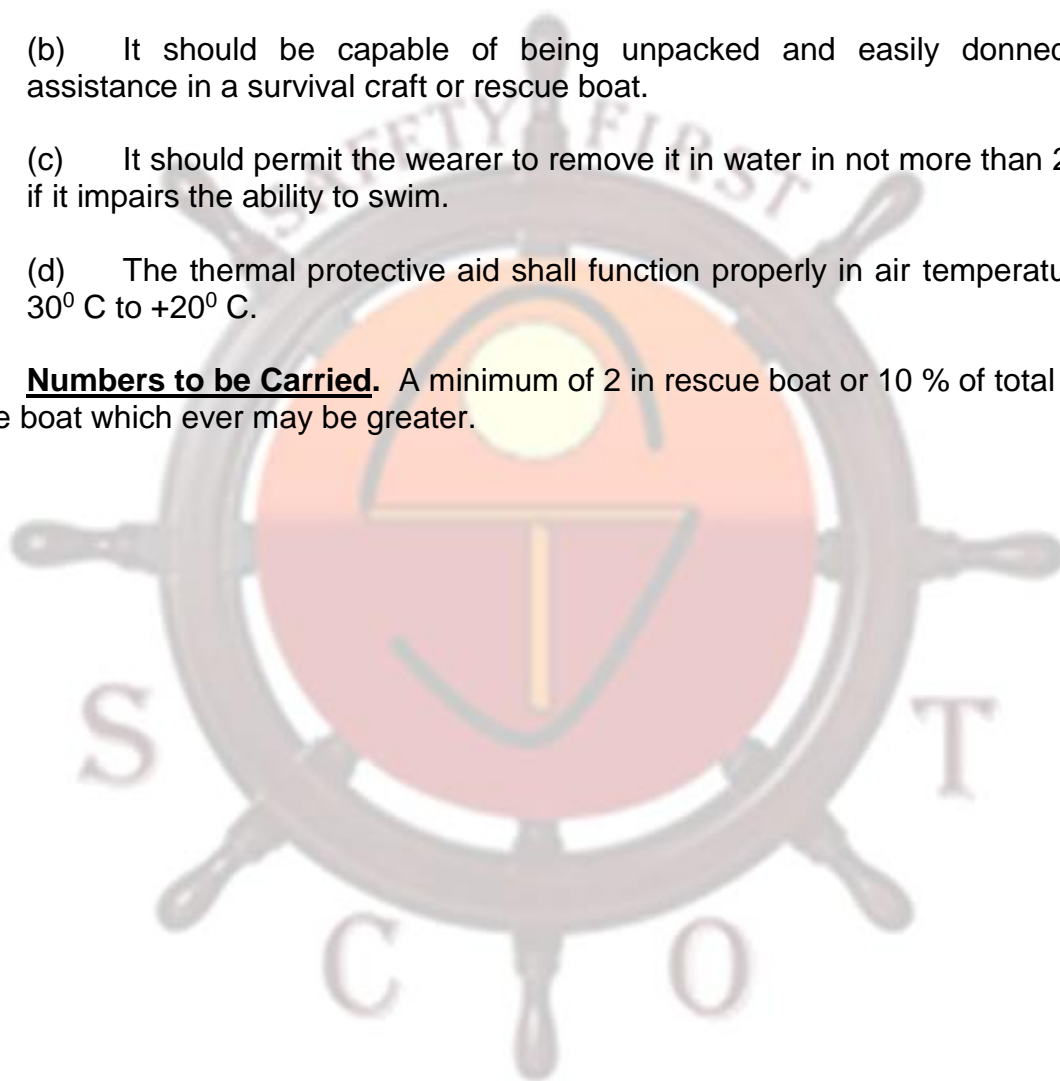 (b) It should be capable of being unpacked and easily donned
assistance in a survival craft or rescue boat.
(c) It should permit the wearer to remove it in water in not more than 2
if it impairs the ability to swim.
(d) The thermal protective aid shall function properly in air
30⁰ C to +20⁰ C.
Numbers to be Carried. A minimum of 2 in rescue boat or 10 % of total
boat which ever may be greater.
SAFETY FIRST
S T
C O